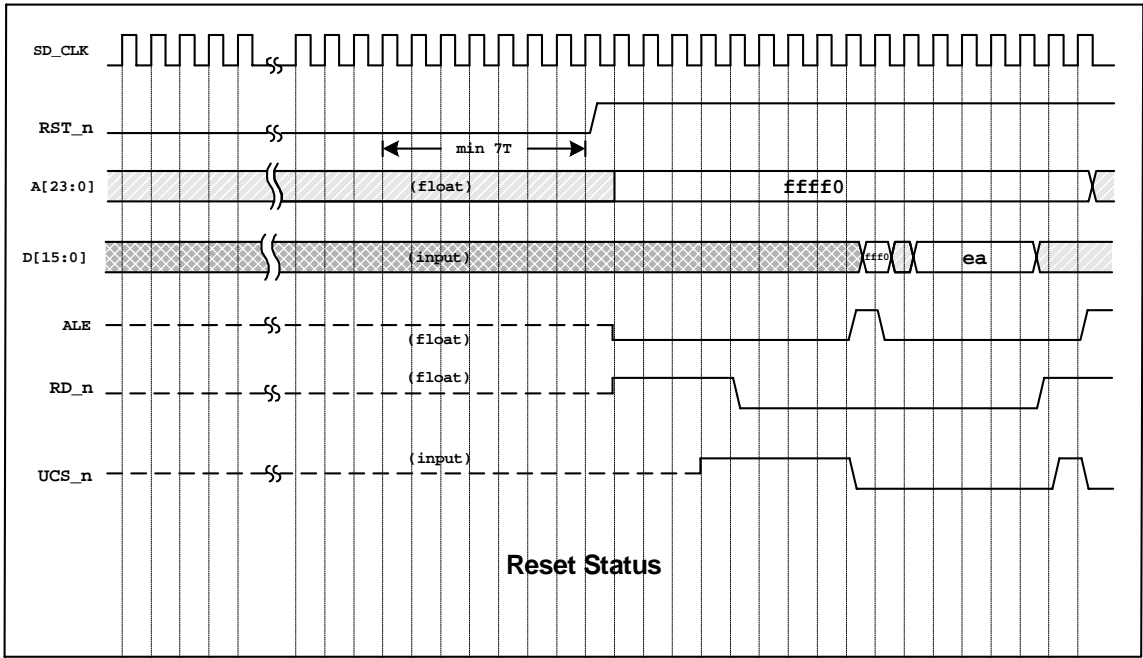 SD_CLK
RST_n
min 7T
A[23:0]
(float)
ffff0
D[15:0]
(input)
fff0
ea
ALE
(float)
RD_n
(float)
UCS_n
(input)
Reset Status